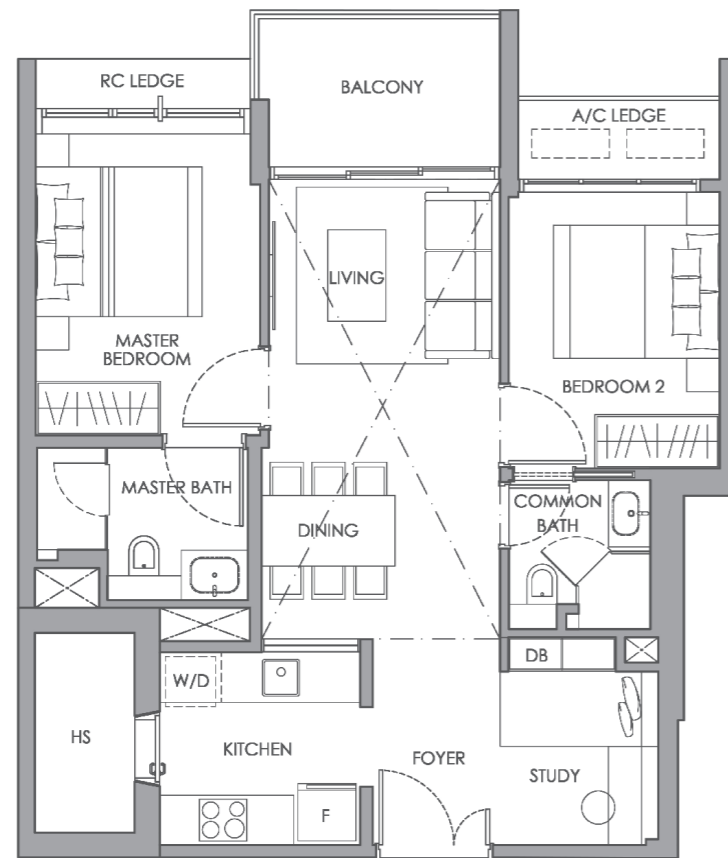 RC LEDGE
BALCONY
A/C LEDGE
LIVING
MASTER
BEDROOM
BEDROOM 2
MASTER BATH
COMMON
BATH
DINING
DB
W/D
HS
KITCHEN
FOYER
STUDY
F